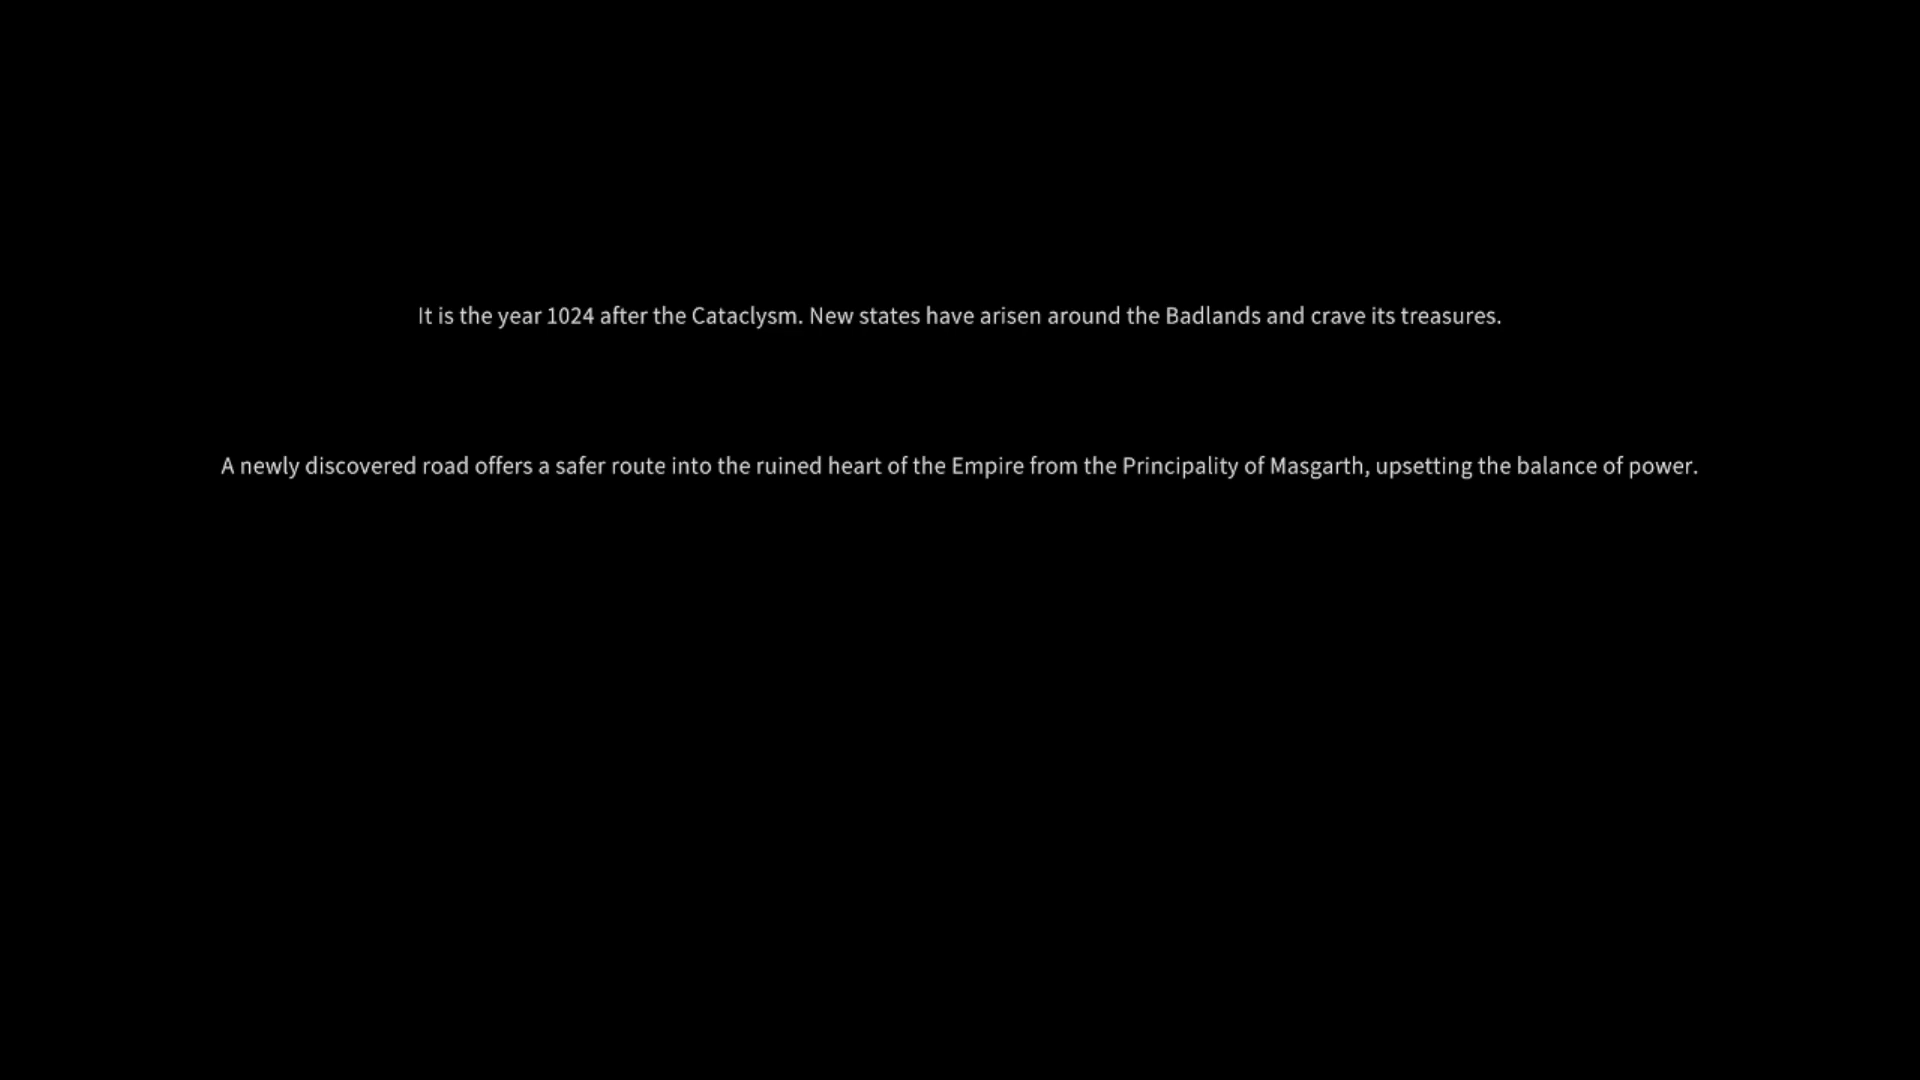 It is the year 1024 after the Cataclysm. New states have arisen around the Badlands and crave its treasures.
A newly discovered road offers a safer route into the ruined heart of the Empire from the Principality of Masgarth, upsetting the balance of power.